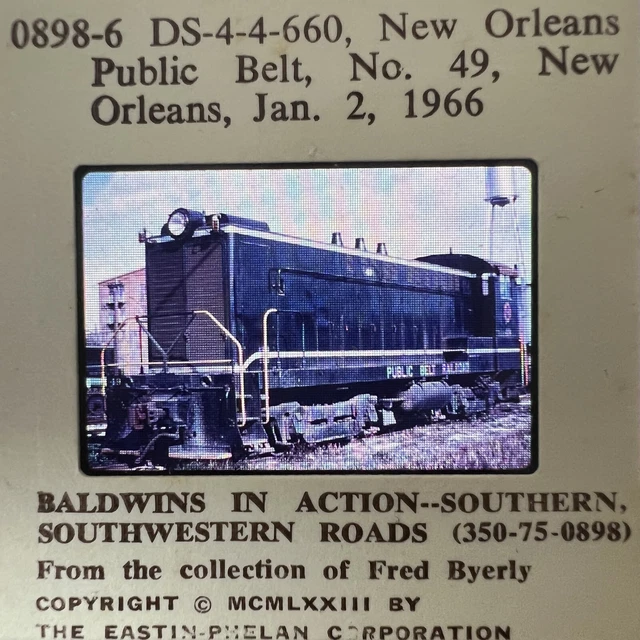 0898-6 DS-4-4-660, New Orleans
Public Belt, No. 49, New
Orleans, Jan. 2, 1966
PUBLIC BELT
BALDWINS IN ACTION--SOUTHERN,
SOUTHWESTERN ROADS (350-75-0898)
From the collection of Fred Byerly
COPYRIGHT © MCMLXXIII BY
THE EASTIN-PHELAN CORPORATION